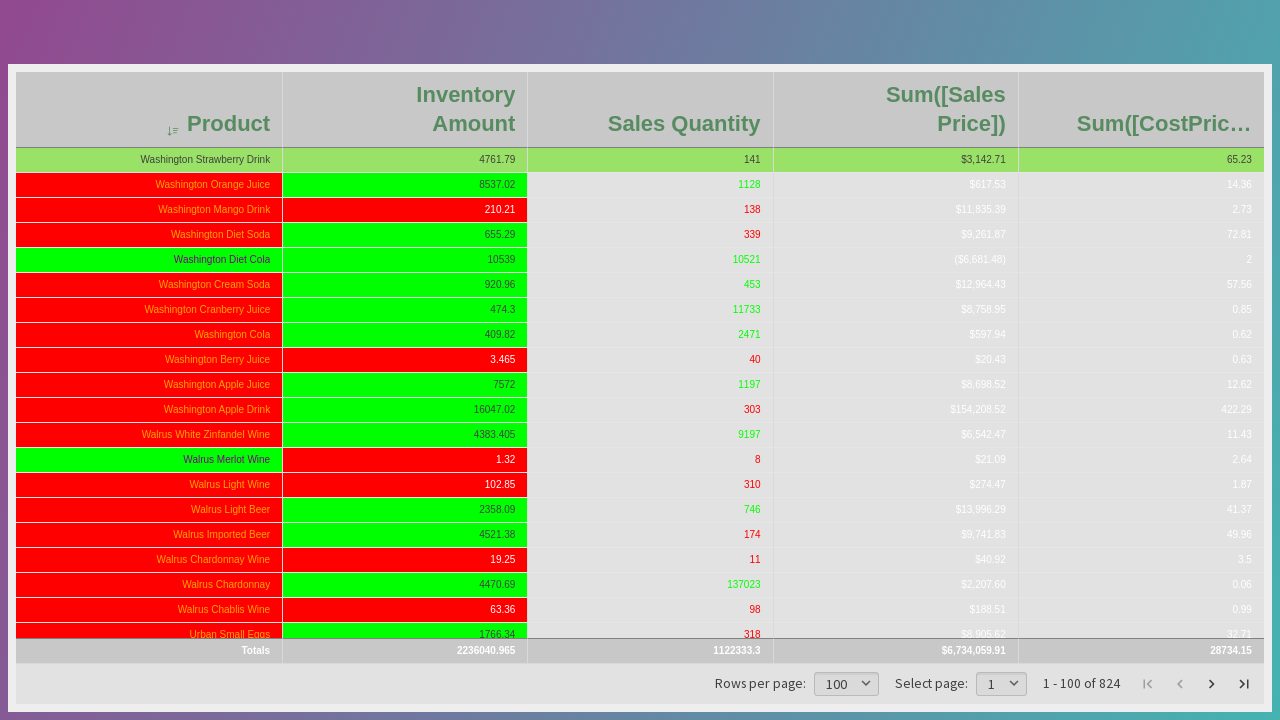 Product Inventory Amount Sales Quantity Sum([Sales Price]) Sum([CostPric...
Washington Strawberry Drink 4761.79 141 $3,142.71 65.23
Washington Orange Juice 8537.02 1128 $617.53 14.36
Washington Mango Drink 210.21 138 $11,835.39 2.73
Washington Diet Soda 655.29 339 $9,261.87 72.81
Washington Diet Cola 10539 10521 ($6,681.48) 2
Washington Cream Soda 920.96 453 $12,964.43 57.56
Washington Cranberry Juice 474.3 11733 $8,758.95 0.85
Washington Cola 409.82 2471 $597.94 0.62
Washington Berry Juice 3.465 40 $20.43 0.63
Washington Apple Juice 7572 1197 $8,698.52 12.62
Washington Apple Drink 16047.02 303 $154,208.52 422.29
Walrus White Zinfandel Wine 4383.405 9197 $6,542.47 11.43
Walrus Merlot Wine 1.32 8 $21.09 2.64
Walrus Light Wine 102.85 310 $274.47 1.87
Walrus Light Beer 2358.09 746 $13,996.29 41.37
Walrus Imported Beer 4521.38 174 $9,741.83 49.96
Walrus Chardonnay Wine 19.25 11 $40.92 3.5
Walrus Chardonnay 4470.69 137023 $2,207.60 0.06
Walrus Chablis Wine 63.36 98 $188.51 0.99
Urban Small Eggs 1766.34 318 $8,905.62 32.71
Totals 2236040.965 1122333.3 $6,734,059.91 28734.15
Rows per page: 100 Select page: 1 1 - 100 of 824